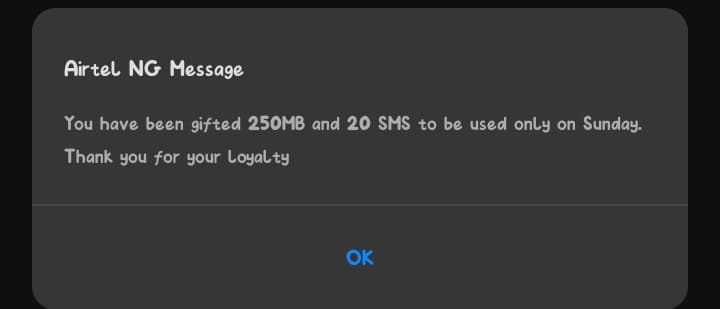 Airtel NG Message
You have been gifted 250MB and 20 SMS to be used only on Sunday.
Thank you for your loyalty
OK